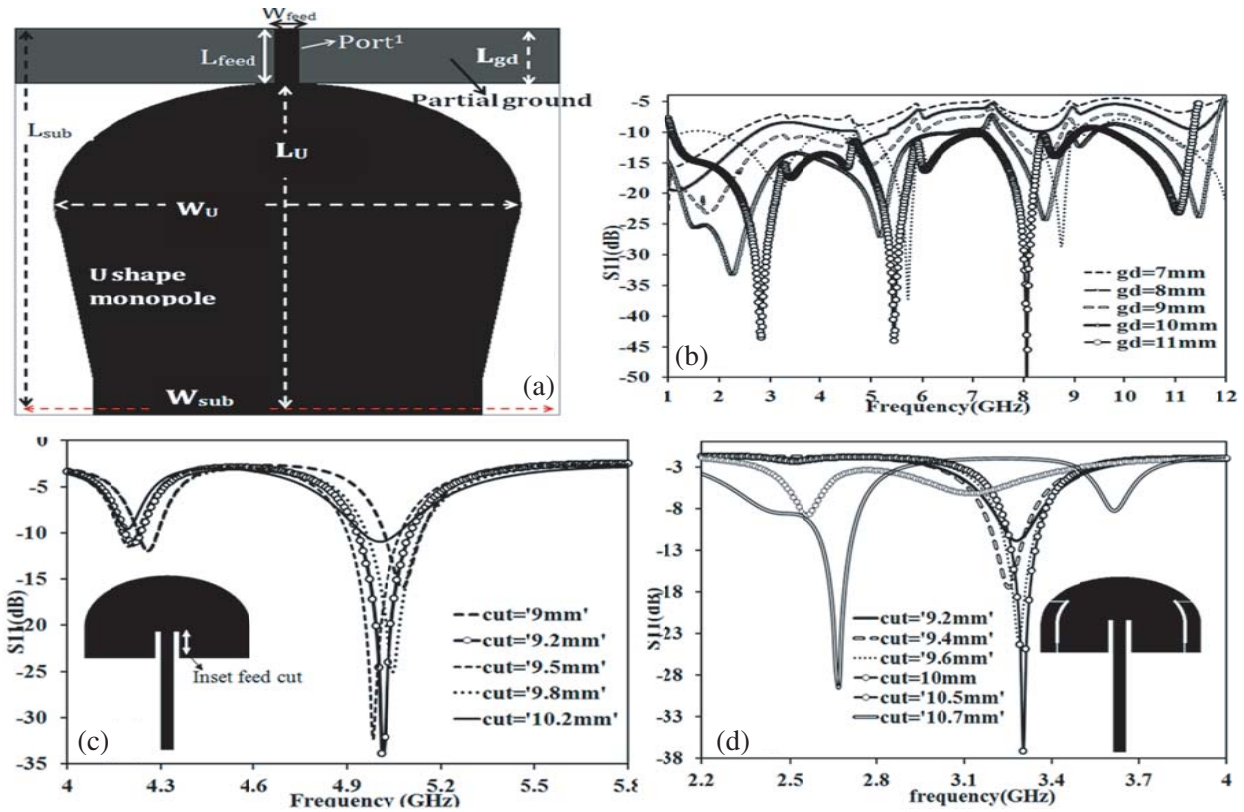 Wfeed
Lfeed
Port1
Lgd
Partial ground
Lsub
LU
WU
U shape
monopole
Wsub
(a)
S11(dB)
-5
-10
-15
-20
-25
-30
-35
-40
-45
-50
gd=7mm
gd=8mm
gd=9mm
gd=10mm
gd=11mm
(b)
1 2 3 4 5 6 7 8 9 10 11 12
Frequency(GHz)
S11(dB)
0
-5
-10
-15
-20
-25
-30
-35
Inset feed cut
cut='9mm'
cut='9.2mm'
cut='9.5mm'
cut='9.8mm'
cut='10.2mm'
(c)
4 4.3 4.6 4.9 5.2 5.5 5.8
Frequency (GHz)
S11(dB)
-3
-8
-13
-18
-23
-28
-33
-38
cut='9.2mm'
cut='9.4mm'
cut='9.6mm'
cut=10mm
cut='10.5mm'
cut='10.7mm'
(d)
2.2 2.5 2.8 3.1 3.4 3.7 4
frequency(GHz)